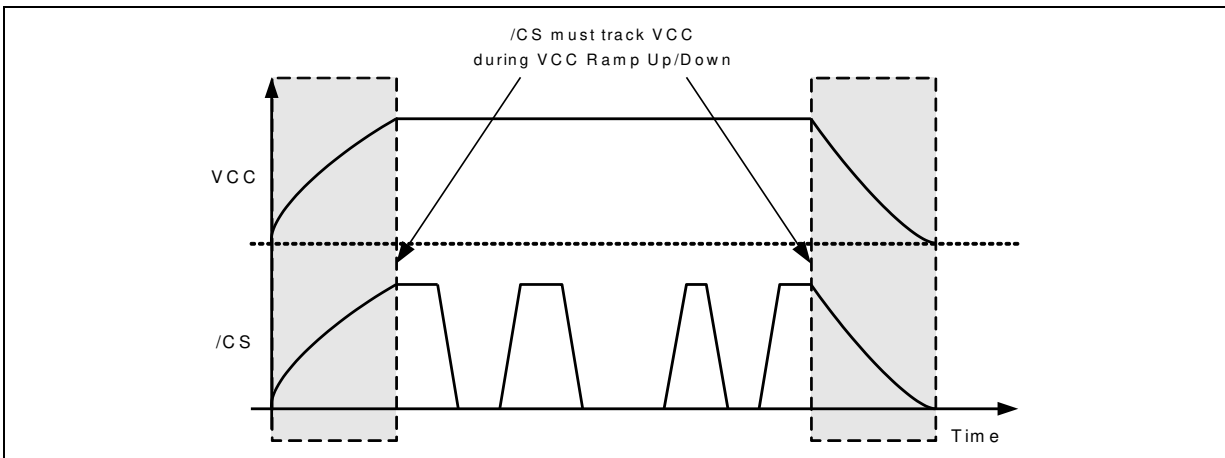 /CS must track VCC
during VCC Ramp Up/Down
VCC
/CS
Time